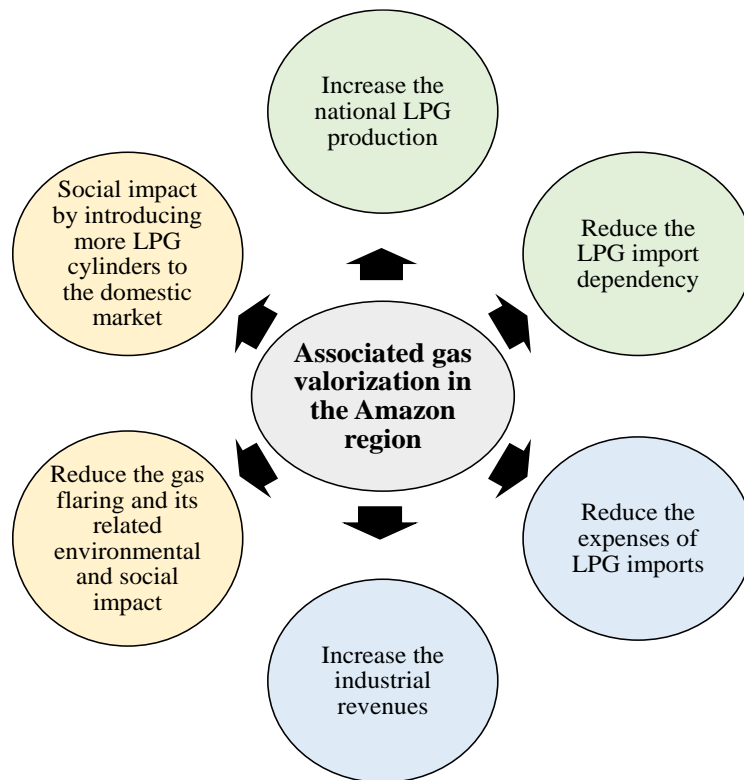 Increase the
national LPG
production
Social impact
by introducing
more LPG
cylinders to
the domestic
market
Reduce the
LPG import
dependency
Associated gas
valorization in
the Amazon
region
Reduce the gas
flaring and its
related
environmental
and social
impact
Reduce the
expenses of
LPG imports
Increase the
industrial
revenues